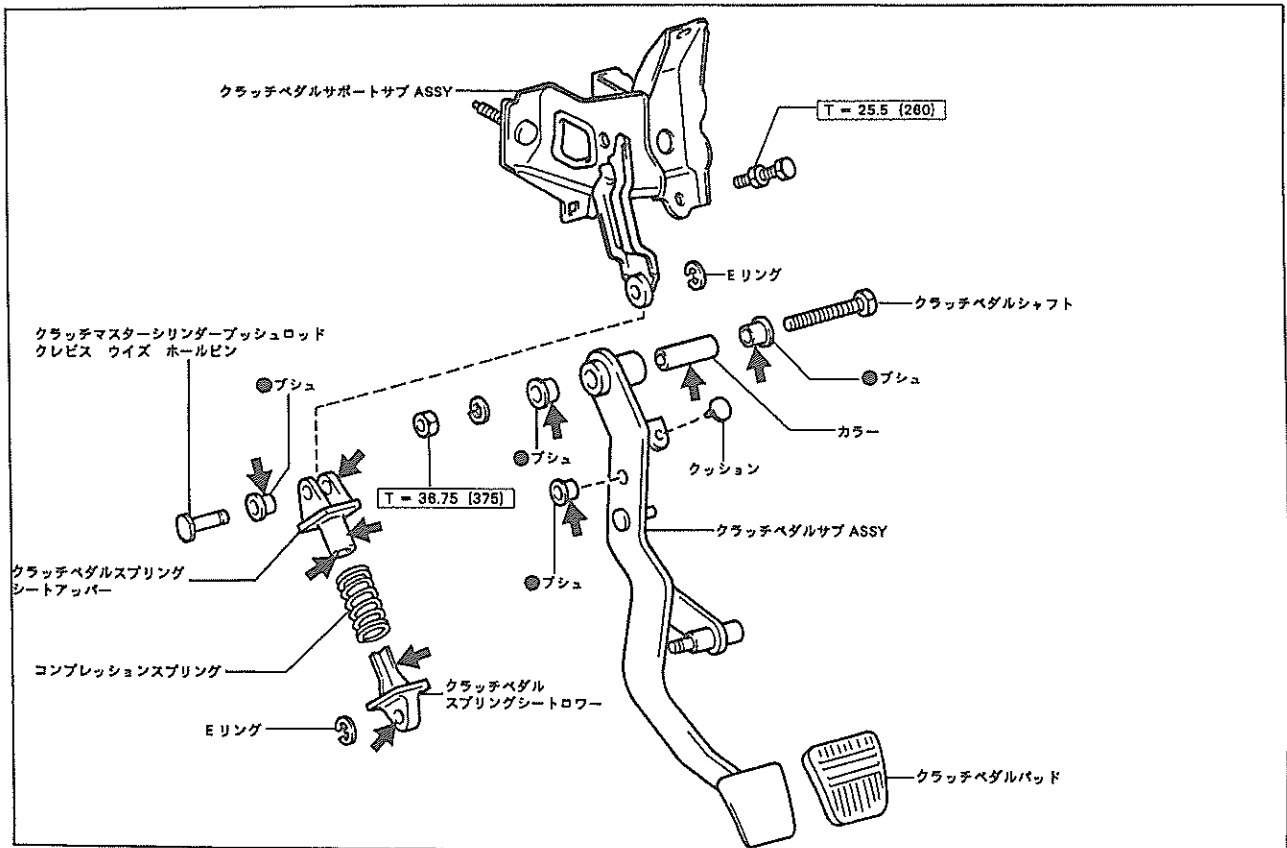 クラッチペダルサポートサブ ASSY
T = 25.5 {260}
E リング
クラッチペダルシャフト
クラッチマスターシリンダープッシュロッド
クレビス ウイズ ホールピン
●ブシュ
●ブシュ
カラー
●ブシュ
クッション
T = 36.75 {375}
クラッチペダルサブ ASSY
クラッチペダルスプリング
シートアッパー
●ブシュ
コンプレッションスプリング
クラッチペダル
スプリングシートロワー
E リング
クラッチペダルパッド